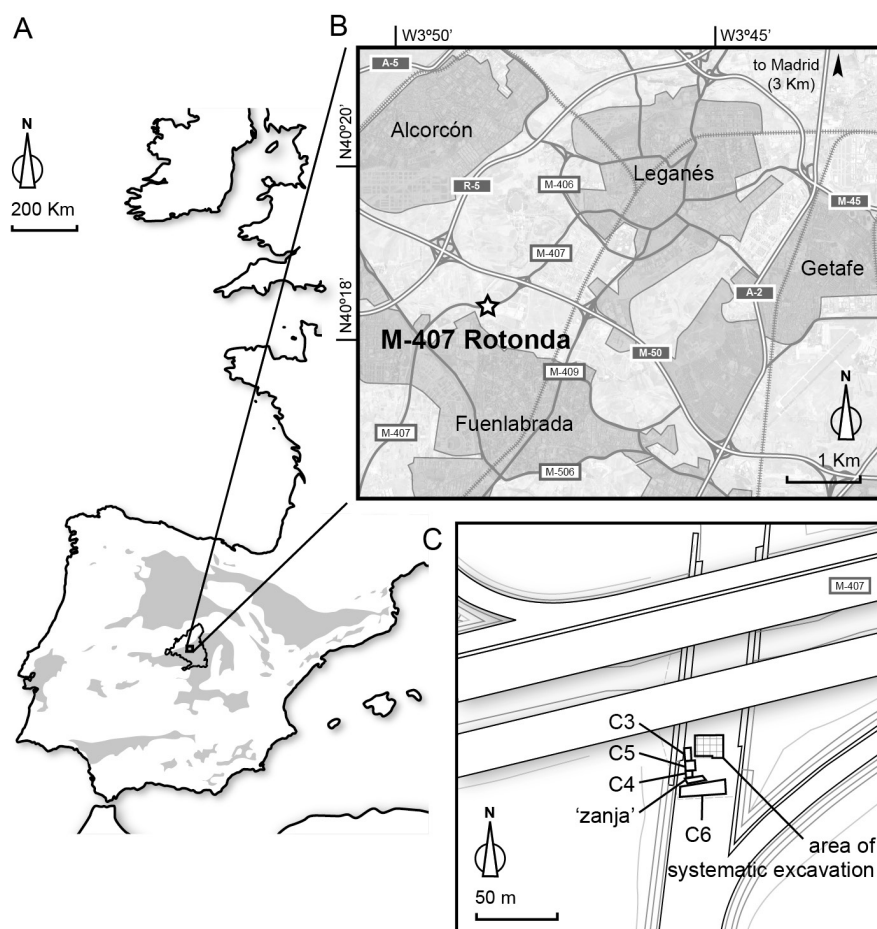 A
N
200 Km
B
W3º50’
W3º45’
N40º20’
N40º18’
A-5
to Madrid
(3 Km)
Alcorcón
Leganés
R-5
M-406
M-45
M-407
Getafe
A-2
M-407 Rotonda
M-50
M-409
M-407
Fuenlabrada
M-506
N
1 Km
C
M-407
C3
C5
C4
‘zanja’
C6
N
50 m
area of
systematic excavation